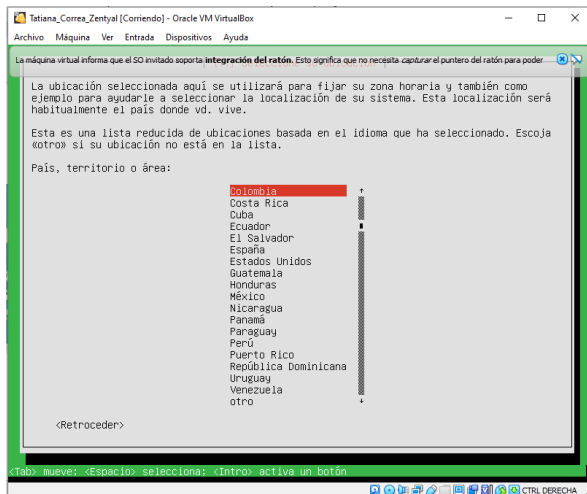 Tatiana_Correa_Zentyal [Corriendo] - Oracle VM VirtualBox
Archivo Máquina Ver Entrada Dispositivos Ayuda
La máquina virtual informa que el SO invitado soporta integración del ratón. Esto significa que no necesita capturar el puntero del ratón para poder
La ubicación seleccionada aquí se utilizará para fijar su zona horaria y también como
ejemplo para ayudarle a seleccionar la localización de su sistema. Esta localización será
habitualmente el país donde vd. vive.
Esta es una lista reducida de ubicaciones basada en el idioma que ha seleccionado. Escoja
«otro» si su ubicación no está en la lista.
País, territorio o área:
Colombia
Costa Rica
Cuba
Ecuador
El Salvador
España
Estados Unidos
Guatemala
Honduras
México
Nicaragua
Panamá
Paraguay
Perú
Puerto Rico
República Dominicana
Uruguay
Venezuela
otro
<Retroceder>
<Tab> mueve; <Espacio> selecciona; <Intro> activa un botón
CTRL DERECHA